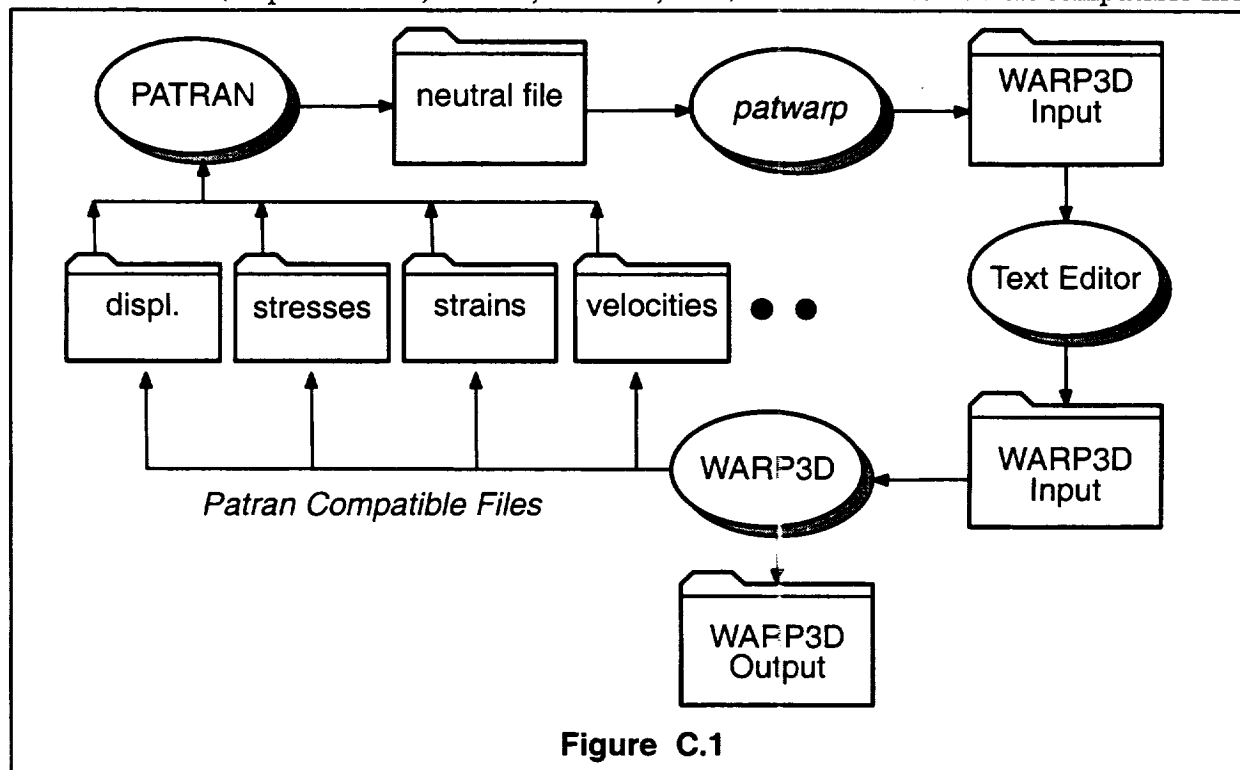 PATRAN
neutral file
patwarp
WARP3D
Input
displ.
stresses
strains
velocities
Text Editor
Patran Compatible Files
WARP3D
WARP3D
Input
WARP3D
Output
Figure C.1